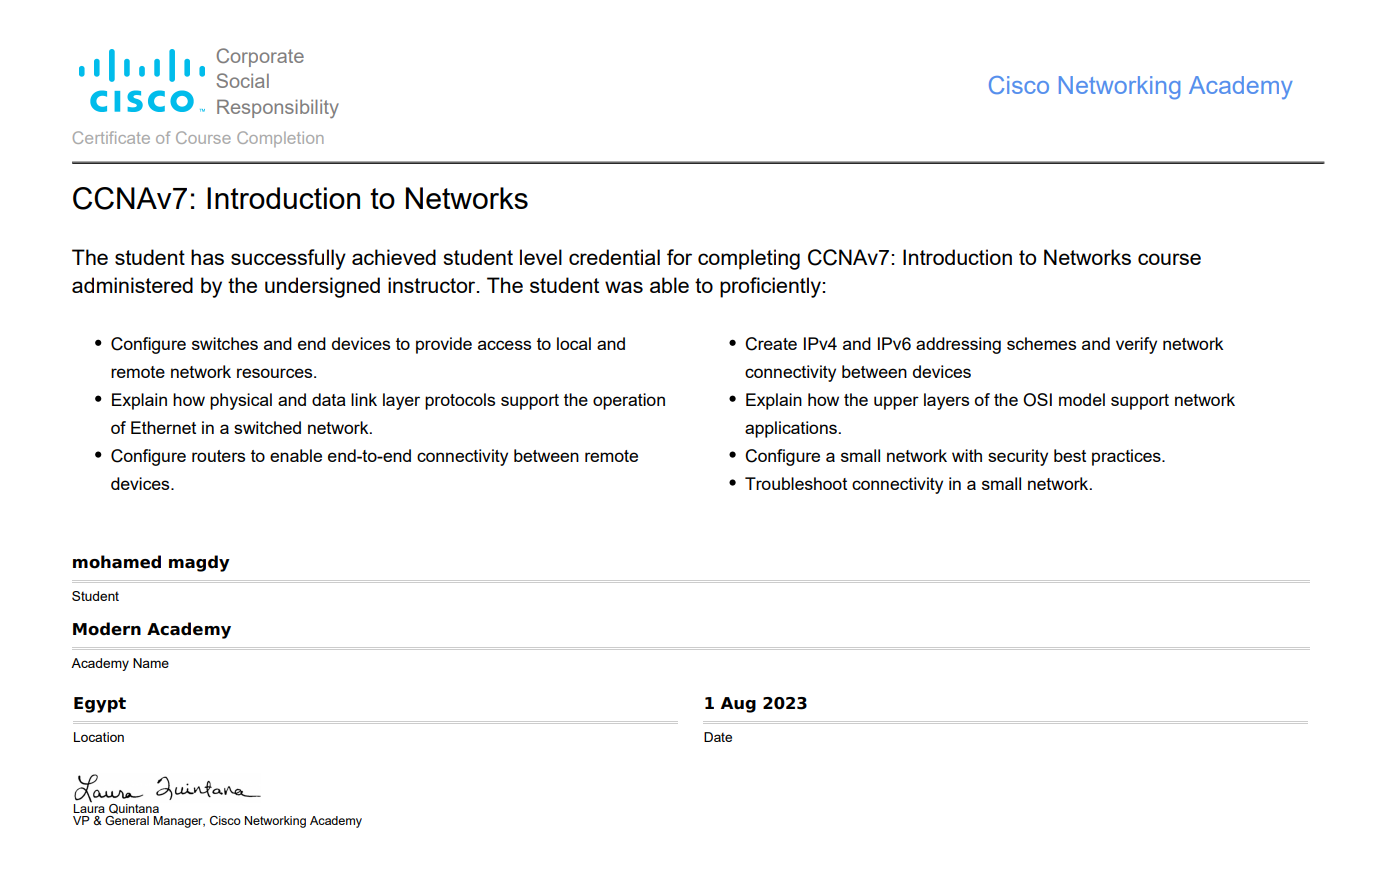 Corporate
Social
Responsibility
CISCO™
Cisco Networking Academy
Certificate of Course Completion
CCNAv7: Introduction to Networks
The student has successfully achieved student level credential for completing CCNAv7: Introduction to Networks course
administered by the undersigned instructor. The student was able to proficiently:
• Configure switches and end devices to provide access to local and
remote network resources.
• Explain how physical and data link layer protocols support the operation
of Ethernet in a switched network.
• Configure routers to enable end-to-end connectivity between remote
devices.
• Create IPv4 and IPv6 addressing schemes and verify network
connectivity between devices
• Explain how the upper layers of the OSI model support network
applications.
• Configure a small network with security best practices.
• Troubleshoot connectivity in a small network.
mohamed magdy
Student
Modern Academy
Academy Name
Egypt
Location
1 Aug 2023
Date
Laura Quintana
Laura Quintana
VP & General Manager, Cisco Networking Academy